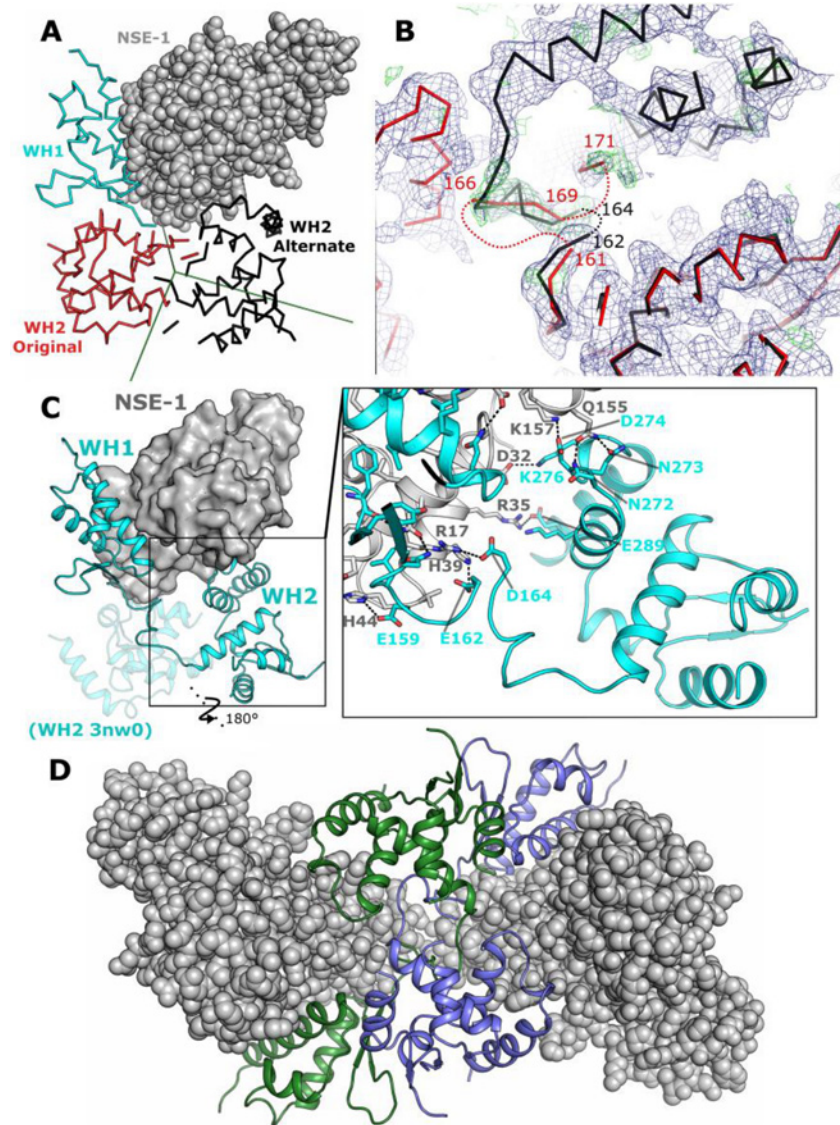 A
NSE-1
WH1
WH2
Alternate
WH2
Original
B
171
166
169
164
162
161
C
NSE-1
WH1
WH2
(WH2 3nw0)
180°
Q155
K157
D274
D32
N273
K276
N272
R35
R17
E289
H39
D164
H44
E159
E162
D